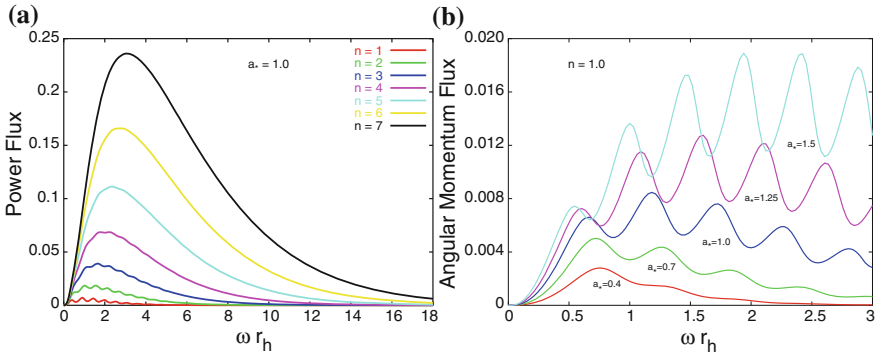 (a)
Power Flux
0.25
0.2
0.15
0.1
0.05
0
a* = 1.0
n = 1
n = 2
n = 3
n = 4
n = 5
n = 6
n = 7
0 2 4 6 8 10 12 14 16 18
ω rh
(b)
Angular Momentum Flux
0.020
0.016
0.012
0.008
0.004
0
n = 1.0
a*=1.5
a*=1.25
a*=1.0
a*=0.7
a*=0.4
0 0.5 1 1.5 2 2.5 3
ω rh